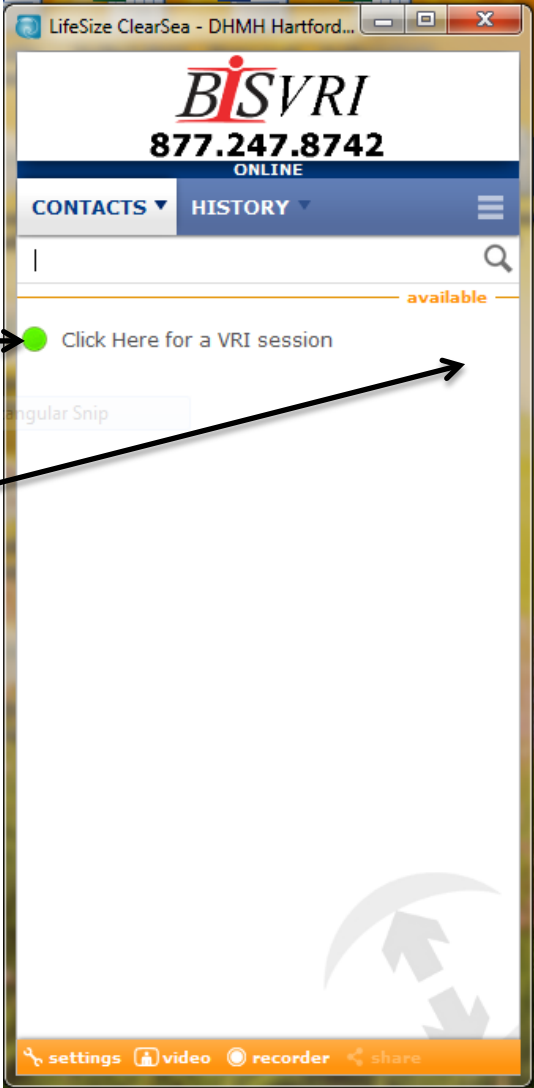 LifeSize ClearSea - DHMH Hartford...
BiSVRI
877.247.8742
ONLINE
CONTACTS HISTORY
available
Click Here for a VRI session
angular Snip
settings video recorder share